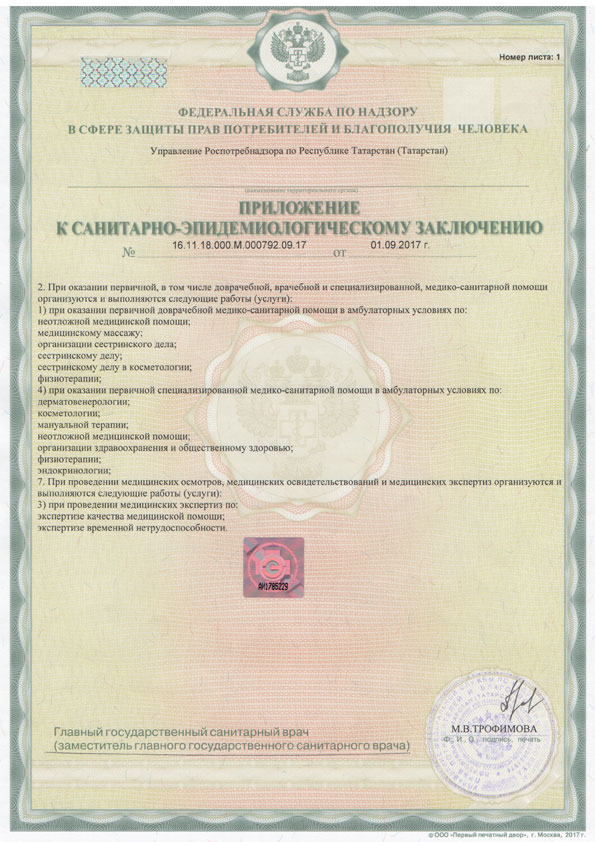 Номер листа: 1
ФЕДЕРАЛЬНАЯ СЛУЖБА ПО НАДЗОРУ
В СФЕРЕ ЗАЩИТЫ ПРАВ ПОТРЕБИТЕЛЕЙ И БЛАГОПОЛУЧИЯ ЧЕЛОВЕКА
Управление Роспотребнадзора по Республике Татарстан (Татарстан)
(наименование территориального органа)
ПРИЛОЖЕНИЕ
К САНИТАРНО-ЭПИДЕМИОЛОГИЧЕСКОМУ ЗАКЛЮЧЕНИЮ
№ 16.11.18.000.М.000792.09.17 от 01.09.2017 г.
2. При оказании первичной, в том числе доврачебной, врачебной и специализированной, медико-санитарной помощи
организуются и выполняются следующие работы (услуги):
1) при оказании первичной доврачебной медико-санитарной помощи в амбулаторных условиях по:
неотложной медицинской помощи;
медицинскому массажу;
организации сестринского дела;
сестринскому делу;
сестринскому делу в косметологии;
физиотерапии;
4) при оказании первичной специализированной медико-санитарной помощи в амбулаторных условиях по:
дерматовенерологии;
косметологии;
мануальной терапии;
неотложной медицинской помощи;
организации здравоохранения и общественному здоровью;
физиотерапии;
эндокринологии;
7. При проведении медицинских осмотров, медицинских освидетельствований и медицинских экспертиз организуются и
выполняются следующие работы (услуги):
3) при проведении медицинских экспертиз по:
экспертизе качества медицинской помощи;
экспертизе временной нетрудоспособности.
АИ1785229
М.В.ТРОФИМОВА
Ф., И., О., подпись, печать
Главный государственный санитарный врач
(заместитель главного государственного санитарного врача)
© ООО «Первый печатный двор», г. Москва, 2017 г.